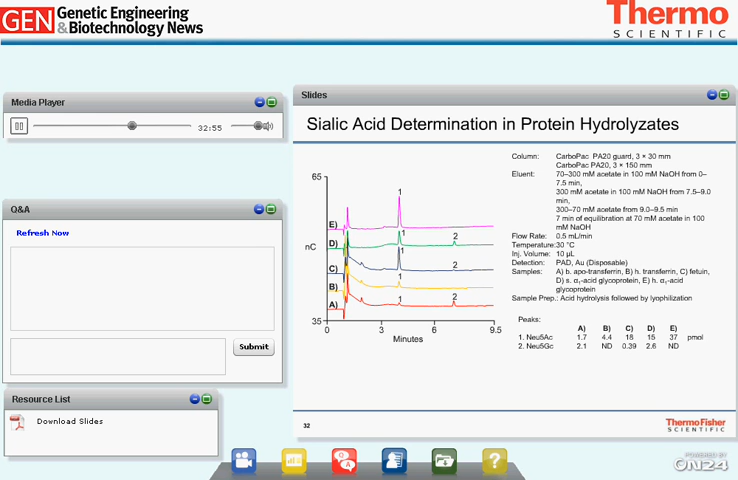 GEN Genetic Engineering
&Biotechnology News
Thermo
SCIENTIFIC
Media Player
32:55
Q&A
Refresh Now
Submit
Resource List
Download Slides
Slides
Sialic Acid Determination in Protein Hydrolyzates
65
nC
35
E)
D)
C)
B)
A)
1
1
2
1
2
1
1
2
0
3
6
9.5
Minutes
Column: CarboPac PA20 guard, 3 × 30 mm
CarboPac PA20, 3 × 150 mm
Eluent: 70–300 mM acetate in 100 mM NaOH from 0–
7.5 min,
300 mM acetate in 100 mM NaOH from 7.5–9.0
min,
300–70 mM acetate from 9.0–9.5 min
7 min of equilibration at 70 mM acetate in 100
mM NaOH
Flow Rate: 0.5 mL/min
Temperature: 30 °C
Inj. Volume: 10 µL
Detection: PAD, Au (Disposable)
Samples: A) b. apo-transferrin, B) h. transferrin, C) fetuin,
D) s. α₁-acid glycoprotein, E) h. α₁-acid
glycoprotein
Sample Prep.: Acid hydrolysis followed by lyophilization
Peaks: A) B) C) D) E)
1. Neu5Ac 1.7 4.4 18 15 37 pmol
2. Neu5Gc 2.1 ND 0.39 2.6 ND
32
ThermoFisher
SCIENTIFIC
Q
A
?
POWERED BY
ON24